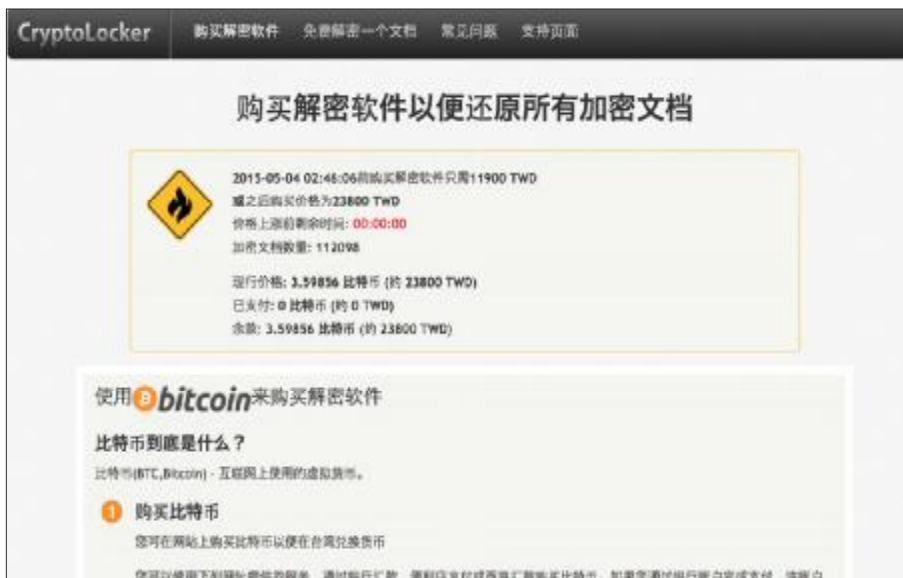 CryptoLocker 购买解密软件 免费解密一个文档 常见问题 支持页面
购买解密软件以便还原所有加密文档
2015-05-04 02:46:06前购买解密软件只需11900 TWD
或之后购买价格为23800 TWD
价格上涨前剩余时间: 00:00:00
加密文档数量: 112098
现行价格: 3.59856 比特币 (约 23800 TWD)
已支付: 0 比特币 (约 0 TWD)
余款: 3.59856 比特币 (约 23800 TWD)
使用bitcoin来购买解密软件
比特币到底是什么？
比特币(BTC,Bitcoin) - 互联网上使用的虚拟货币。
1 购买比特币
您可在网站上购买比特币以便在台湾兑换货币